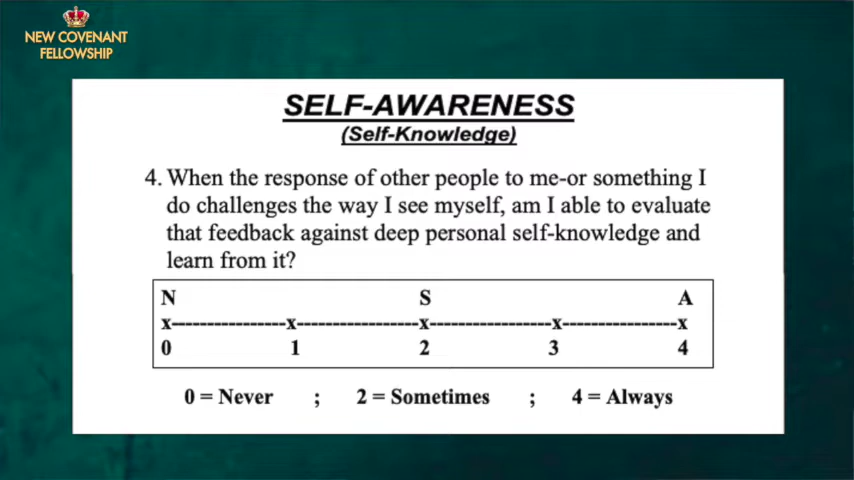 NEW COVENANT
FELLOWSHIP
SELF-AWARENESS
(Self-Knowledge)
4. When the response of other people to me-or something I
do challenges the way I see myself, am I able to evaluate
that feedback against deep personal self-knowledge and
learn from it?
N S A
x----------------x-----------------x-----------------x----------------x
0 1 2 3 4
0 = Never ; 2 = Sometimes ; 4 = Always